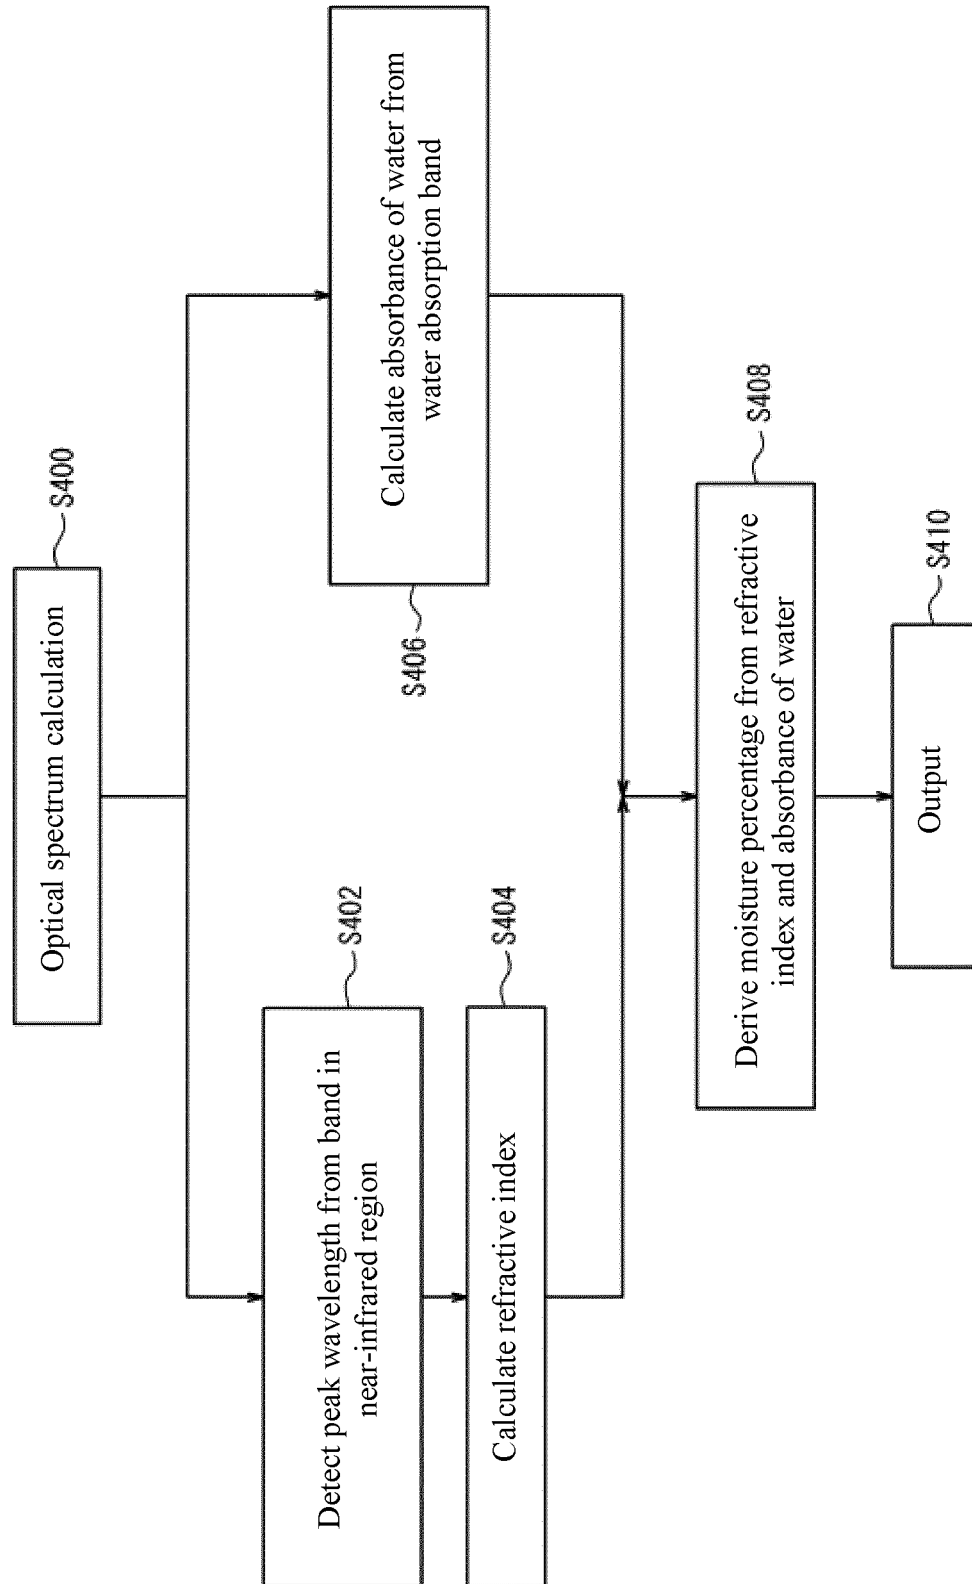 Optical spectrum calculation
S400
Detect peak wavelength from band in
near-infrared region
S402
Calculate refractive index
S404
Calculate absorbance of water from
water absorption band
S406
Derive moisture percentage from refractive
index and absorbance of water
S408
Output
S410